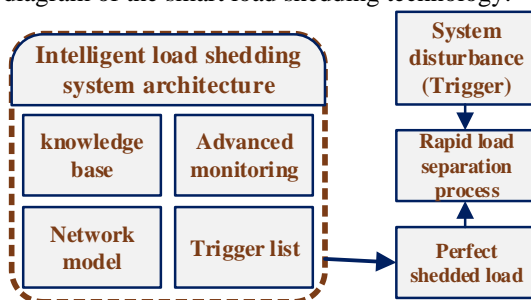 diagram of the smart load shedding technology.
Intelligent load shedding
system architecture
knowledge
base
Advanced
monitoring
Network
model
Trigger list
System
disturbance
(Trigger)
Rapid load
separation
process
Perfect
shedded load